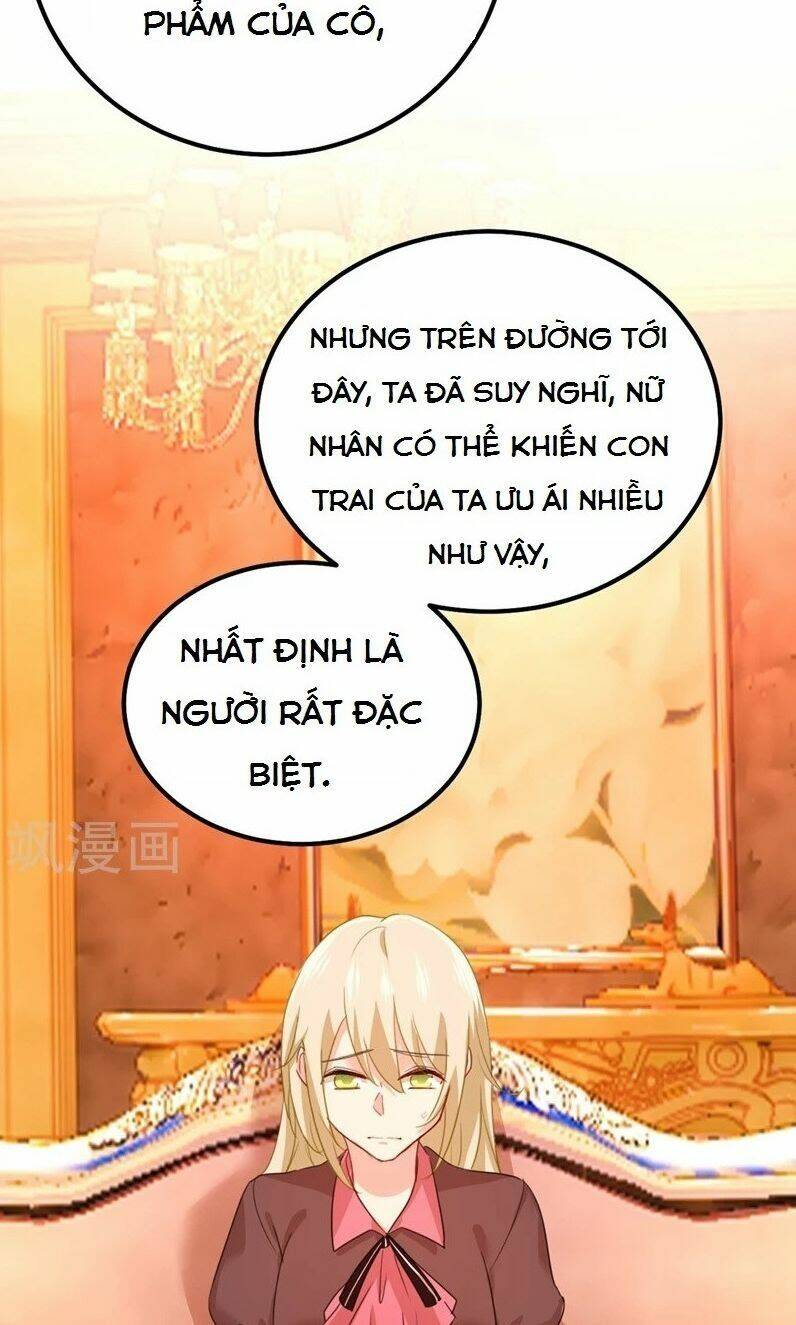 PHẨM CỦA CÔ,
NHƯNG TRÊN ĐƯỜNG TỚI
ĐÂY, TA ĐÃ SUY NGHĨ, NỮ
NHÂN CÓ THỂ KHIẾN CON
TRAI CỦA TA ƯU ÁI NHIỀU
NHƯ VẬY,
NHẤT ĐỊNH LÀ
NGƯỜI RẤT ĐẶC
BIỆT.
飒漫画